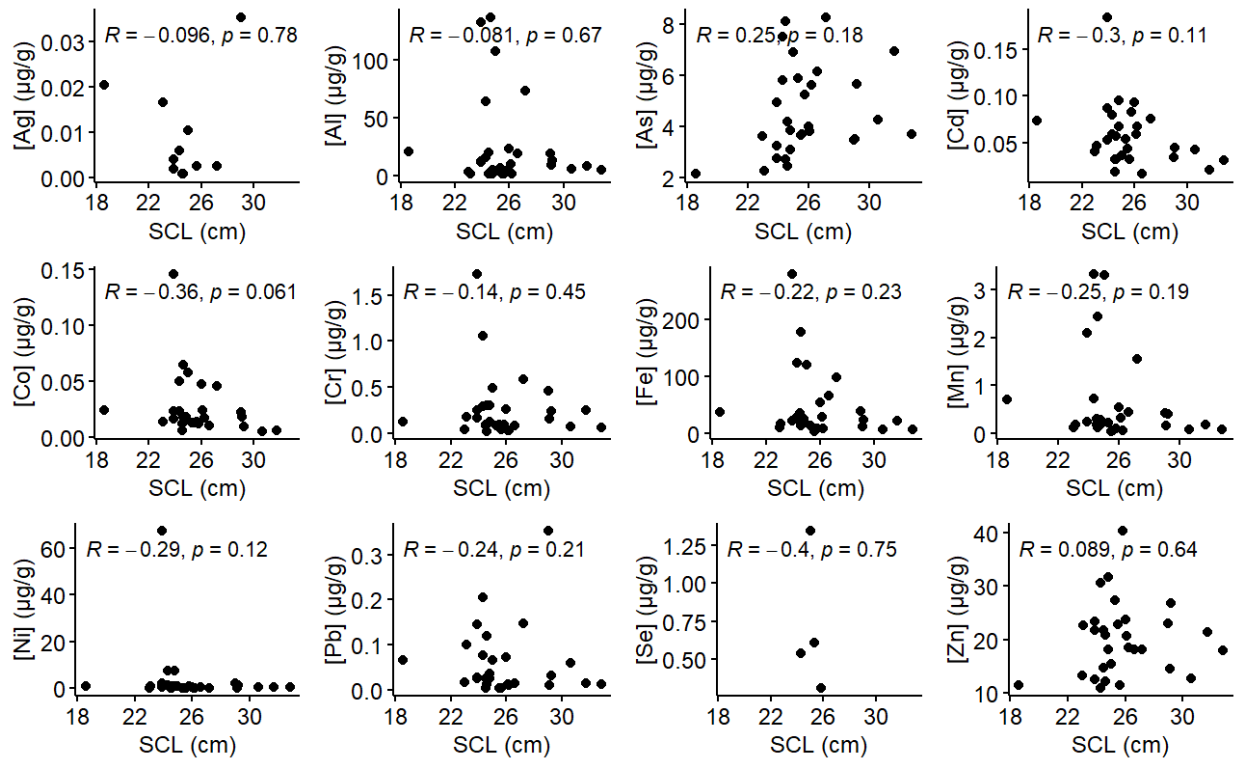 [Ag] (µg/g)
0.03
0.02
0.01
0.00
R = −0.096, p = 0.78
18 22 26 30
SCL (cm)
[Al] (µg/g)
100
50
0
R = −0.081, p = 0.67
18 22 26 30
SCL (cm)
[As] (µg/g)
8
6
4
2
R = 0.25, p = 0.18
18 22 26 30
SCL (cm)
[Cd] (µg/g)
0.15
0.10
0.05
R = −0.3, p = 0.11
18 22 26 30
SCL (cm)
[Co] (µg/g)
0.15
0.10
0.05
0.00
R = −0.36, p = 0.061
18 22 26 30
SCL (cm)
[Cr] (µg/g)
1.5
1.0
0.5
0.0
R = −0.14, p = 0.45
18 22 26 30
SCL (cm)
[Fe] (µg/g)
200
100
0
R = −0.22, p = 0.23
18 22 26 30
SCL (cm)
[Mn] (µg/g)
3
2
1
0
R = −0.25, p = 0.19
18 22 26 30
SCL (cm)
[Ni] (µg/g)
60
40
20
0
R = −0.29, p = 0.12
18 22 26 30
SCL (cm)
[Pb] (µg/g)
0.3
0.2
0.1
0.0
R = −0.24, p = 0.21
18 22 26 30
SCL (cm)
[Se] (µg/g)
1.25
1.00
0.75
0.50
R = −0.4, p = 0.75
18 22 26 30
SCL (cm)
[Zn] (µg/g)
40
30
20
10
R = 0.089, p = 0.64
18 22 26 30
SCL (cm)